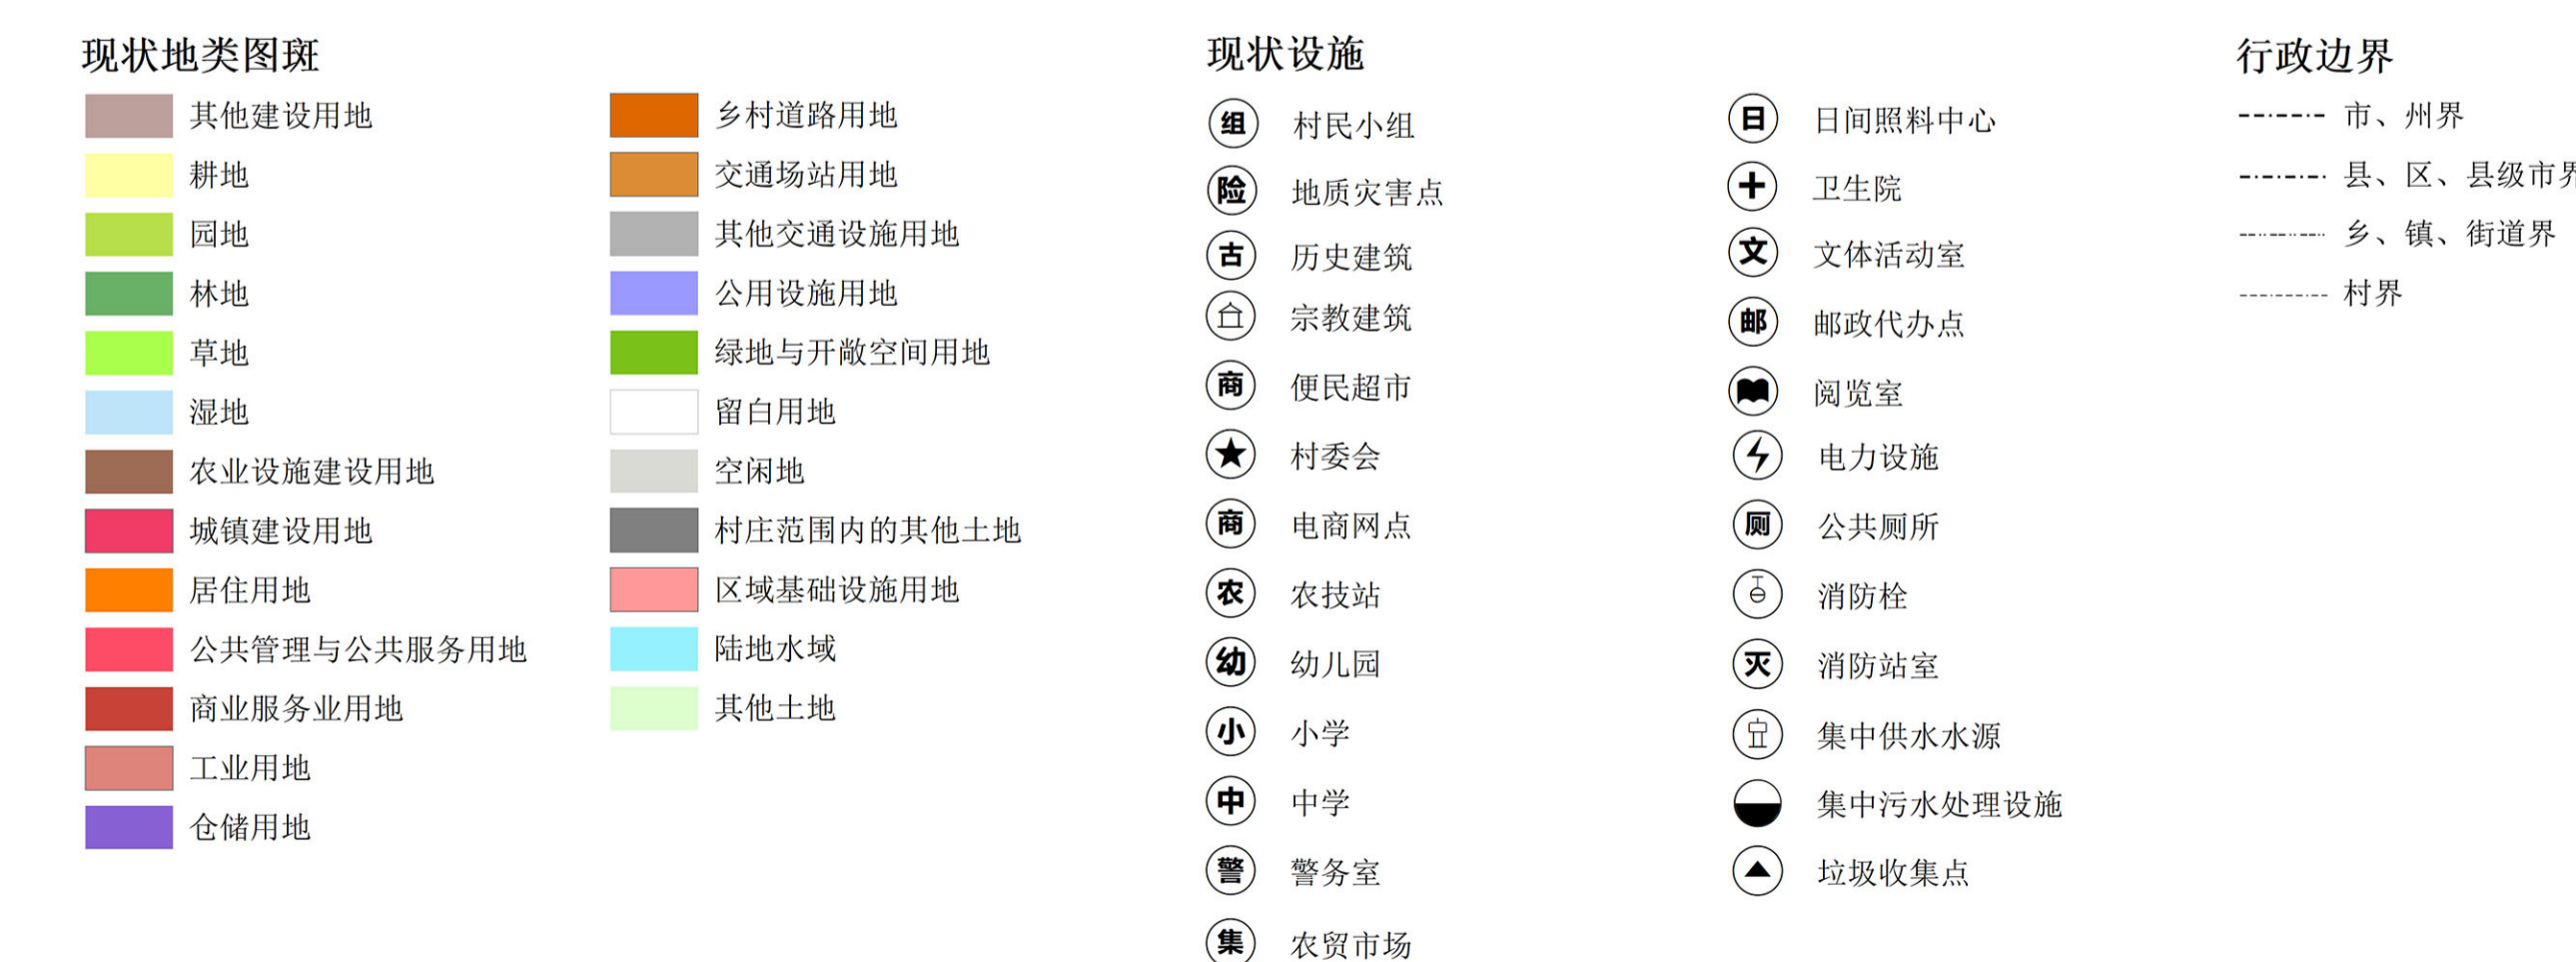 现状地类图斑
其他建设用地
耕地
园地
林地
草地
湿地
农业设施建设用地
城镇建设用地
居住用地
公共管理与公共服务用地
商业服务业用地
工业用地
仓储用地
乡村道路用地
交通场站用地
其他交通设施用地
公用设施用地
绿地与开敞空间用地
留白用地
空闲地
村庄范围内的其他土地
区域基础设施用地
陆地水域
其他土地
现状设施
组 村民小组
险 地质灾害点
古 历史建筑
宗教建筑
商 便民超市
村委会
商 电商网点
农 农技站
幼 幼儿园
小 小学
中 中学
警 警务室
集 农贸市场
日 日间照料中心
卫生院
文 文体活动室
邮 邮政代办点
阅览室
电力设施
厕 公共厕所
消防栓
灭 消防站室
集中供水水源
集中污水处理设施
垃圾收集点
行政边界
市、州界
县、区、县级市界
乡、镇、街道界
村界